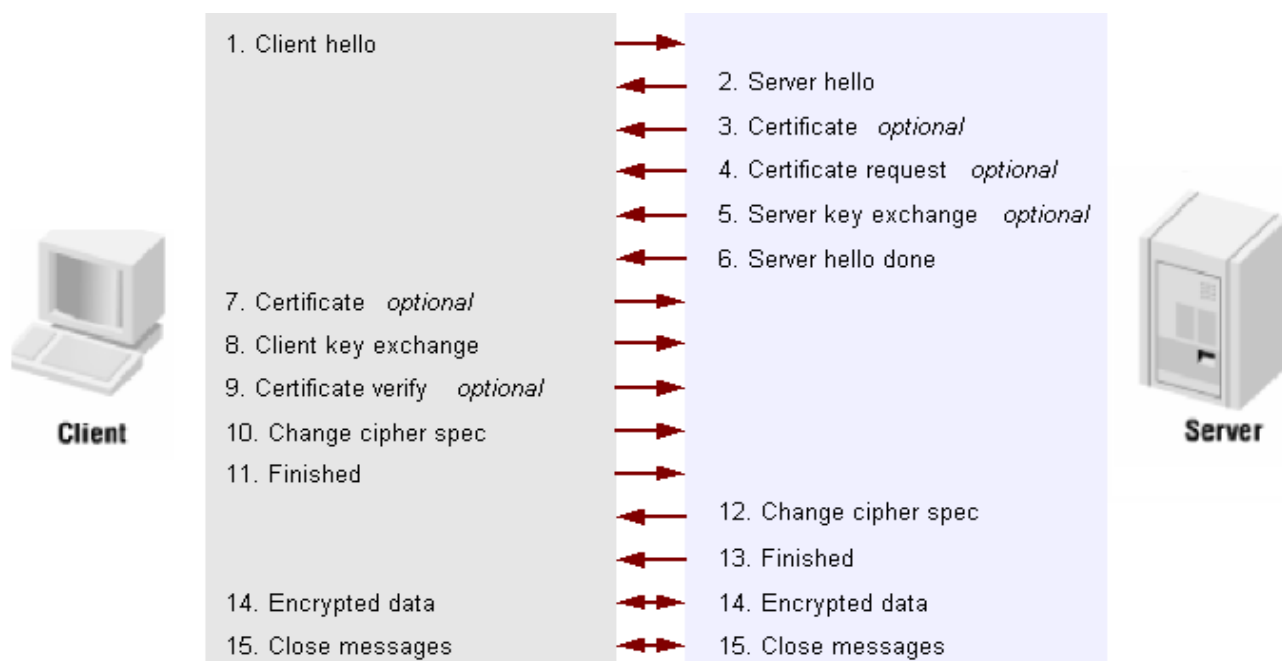 1. Client hello
2. Server hello
3. Certificate optional
4. Certificate request optional
5. Server key exchange optional
6. Server hello done
7. Certificate optional
8. Client key exchange
9. Certificate verify optional
Client
Server
10. Change cipher spec
11. Finished
12. Change cipher spec
13. Finished
14. Encrypted data 14. Encrypted data
15. Close messages 15. Close messages